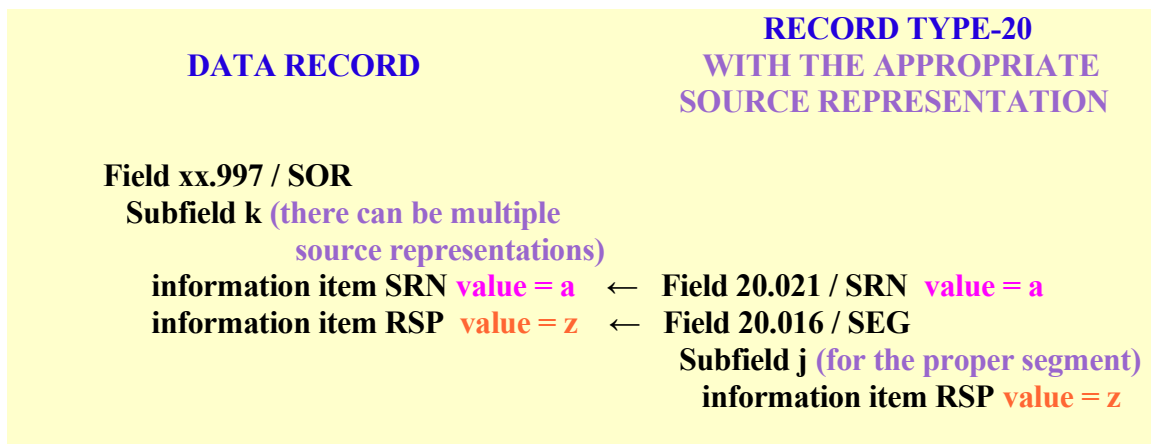 RECORD TYPE-20
DATA RECORD WITH THE APPROPRIATE
SOURCE REPRESENTATION
Field xx.997 / SOR
Subfield k (there can be multiple
source representations)
information item SRN value = a ← Field 20.021 / SRN value = a
information item RSP value = z ← Field 20.016 / SEG
Subfield j (for the proper segment)
information item RSP value = z